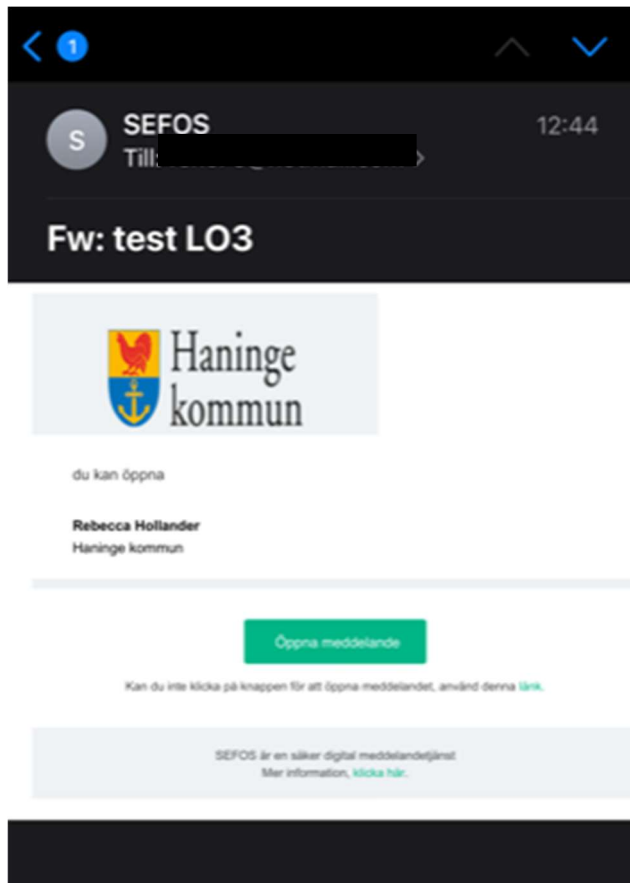 1
S
SEFOS
12:44
Till:
Fw: test LO3
Haninge
kommun
du kan öppna
Rebecca Hollander
Haninge kommun
Öppna meddelande
Kan du inte klicka på knappen för att öppna meddelandet, använd denna länk.
SEFOS är en säker digital meddelandetjänst
Mer information, klicka här.